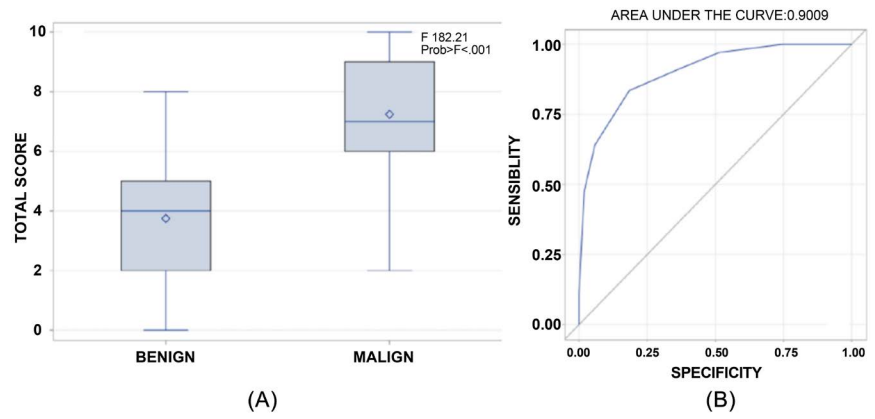 10
8
6
4
2
0
TOTAL SCORE
F 182.21
Prob>F<.001
BENIGN MALIGN
(A)
AREA UNDER THE CURVE:0.9009
1.00
0.75
0.50
0.25
0.00
SENSIBLITY
0.00 0.25 0.50 0.75 1.00
SPECIFICITY
(B)